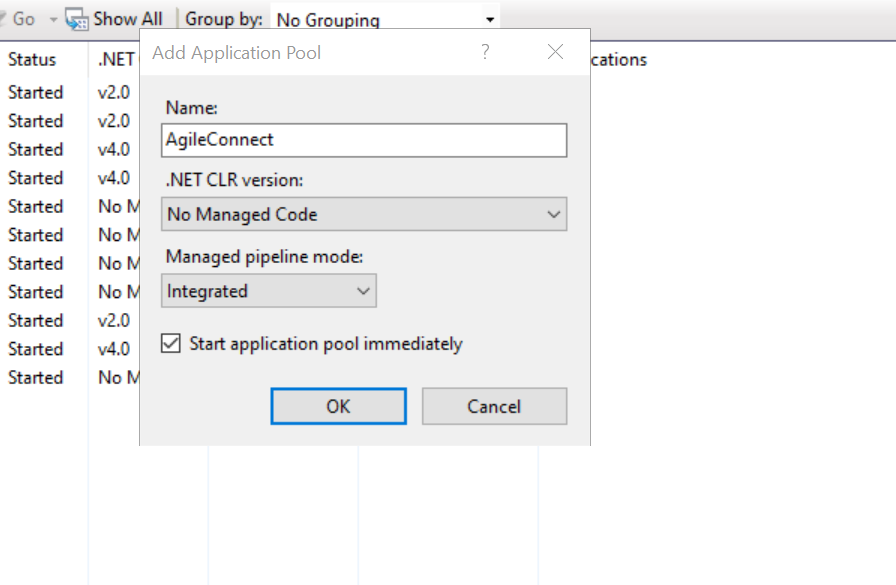 Go Show All Group by: No Grouping
Status .NET cations
Add Application Pool ?
Name:
AgileConnect
.NET CLR version:
No Managed Code
Managed pipeline mode:
Integrated
Start application pool immediately
OK Cancel
Started v2.0
Started v2.0
Started v4.0
Started v4.0
Started No M
Started No M
Started No M
Started No M
Started v2.0
Started v4.0
Started No M